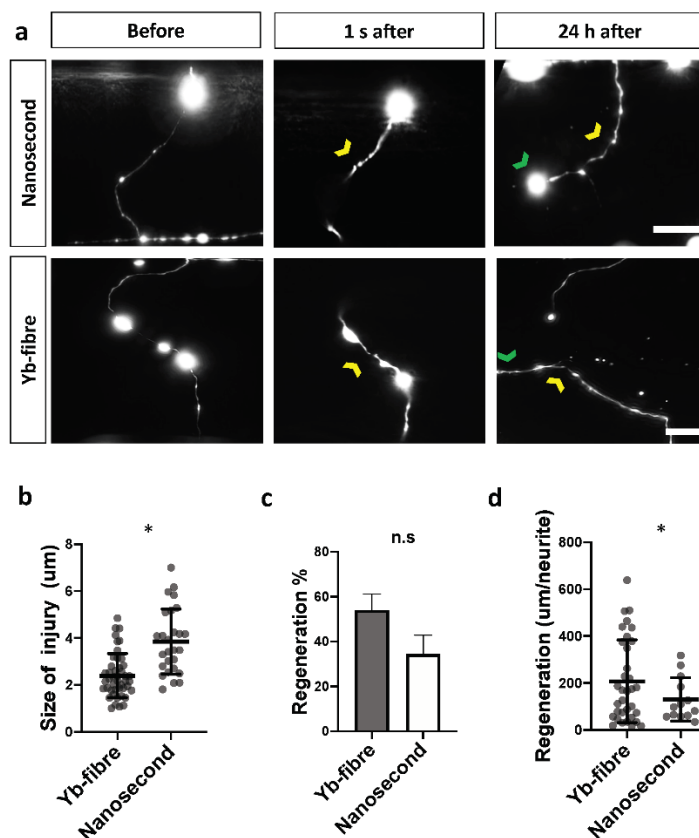 a
Before
1 s after
24 h after
Nanosecond
Yb-fibre
b
*
Size of injury (um)
8
6
4
2
0
Yb-fibre
Nanosecond
c
n.s
Regeneration %
80
60
40
20
0
Yb-fibre
Nanosecond
d
*
Regeneration (um/neurite)
800
600
400
200
0
Yb-fibre
Nanosecond